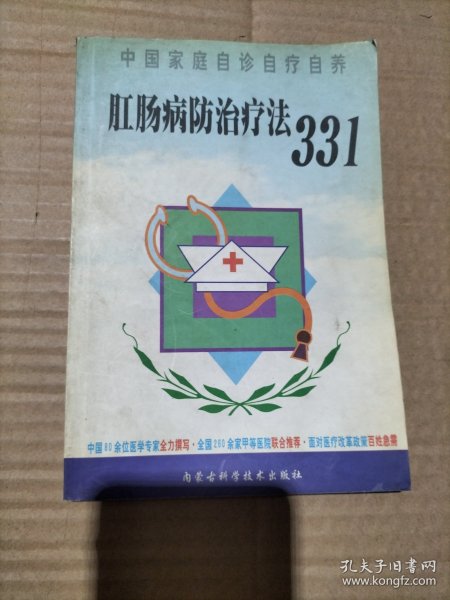 中国家庭自诊自疗自养
肛肠病防治疗法331
中国80余位医学专家全力撰写·全国200余家甲等医院联合推荐·面对医疗改革政策百姓急需
内蒙古科学技术出版社
孔夫子旧书网
www.kongfz.com